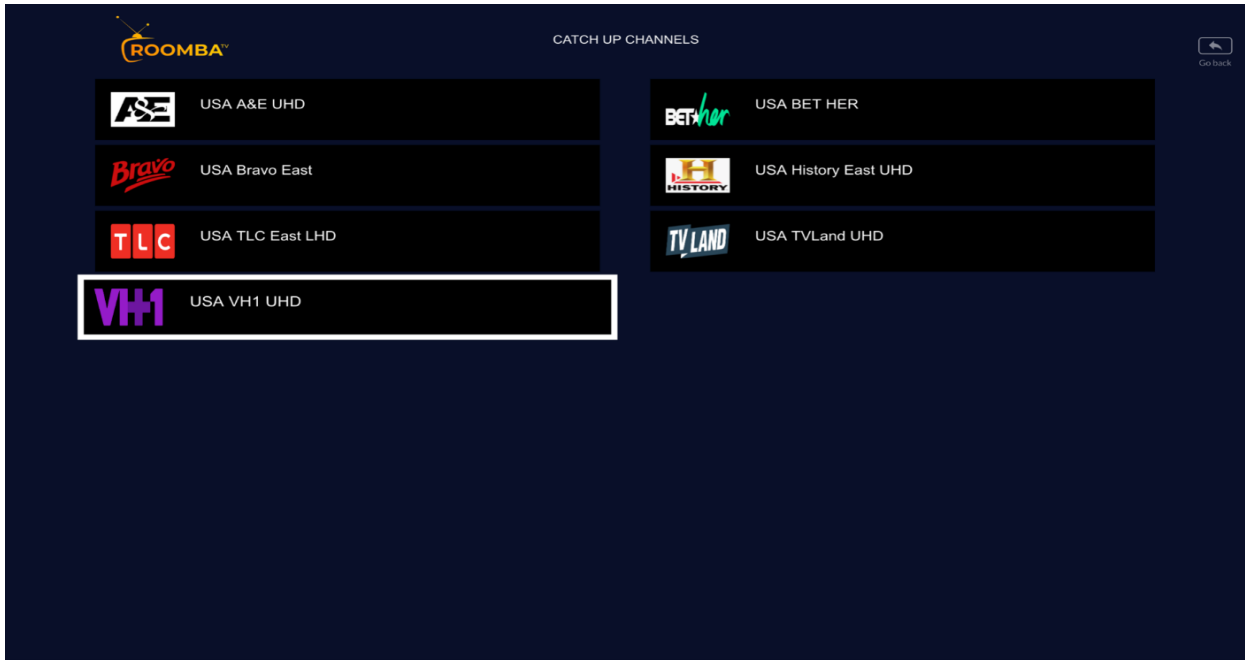 ROOMBA TV
CATCH UP CHANNELS
Go back
A&E USA A&E UHD
BET her USA BET HER
Bravo USA Bravo East
H HISTORY USA History East UHD
TLC USA TLC East LHD
TV LAND USA TVLand UHD
VH1 USA VH1 UHD